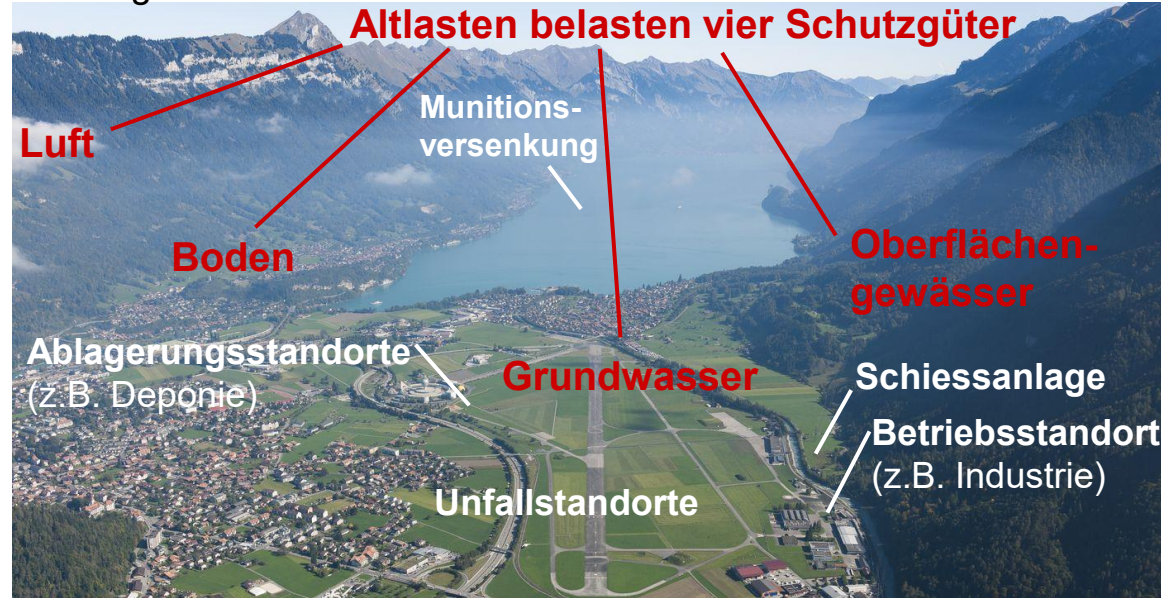 Altlasten belasten vier Schutzgüter
Munitions-
versenkung
Luft
Boden
Oberflächen-
gewässer
Ablagerungsstandorte
(z.B. Deponie)
Grundwasser
Schiessanlage
Betriebsstandort
(z.B. Industrie)
Unfallstandorte